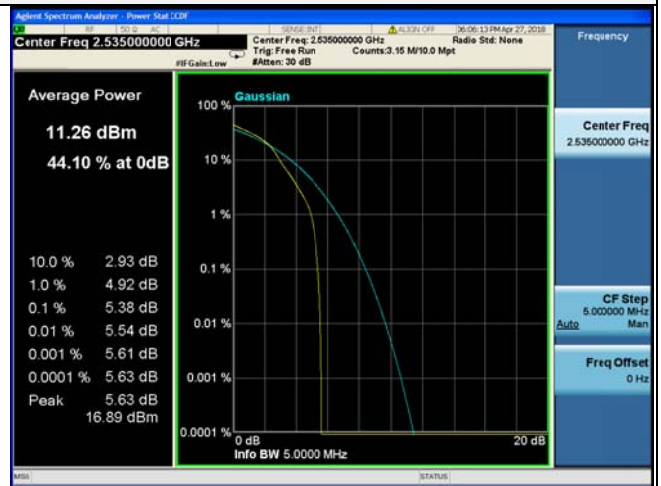 Agilent Spectrum Analyzer - Power Stat CCDF
RF 50 Ω AC SENSE:INT ALIGN OFF 06:06:13 PM Apr 27, 2018
Center Freq 2.535000000 GHz
Center Freq: 2.535000000 GHz Radio Std: None
Trig: Free Run Counts:3.15 M/10.0 Mpt
#IFGain:Low #Atten: 30 dB
Frequency
Average Power
11.26 dBm
44.10 % at 0dB
10.0 % 2.93 dB
1.0 % 4.92 dB
0.1 % 5.38 dB
0.01 % 5.54 dB
0.001 % 5.61 dB
0.0001 % 5.63 dB
Peak 5.63 dB
16.89 dBm
Gaussian
100 %
10 %
1 %
0.1 %
0.01 %
0.001 %
0.0001 %
0 dB 20 dB
Info BW 5.0000 MHz
Center Freq
2.535000000 GHz
CF Step
5.000000 MHz
Auto Man
Freq Offset
0 Hz
MSG STATUS